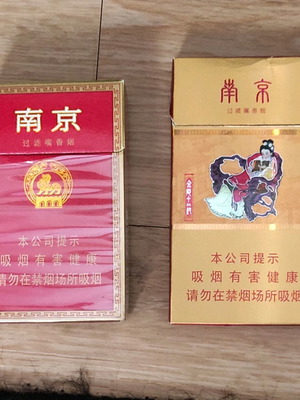 南京
过滤嘴香烟
本公司提示
吸烟有害健康
请勿在禁烟场所吸烟
南京
过滤嘴香烟
金陵十二钗
本公司提示
吸烟有害健康
请勿在禁烟场所吸烟